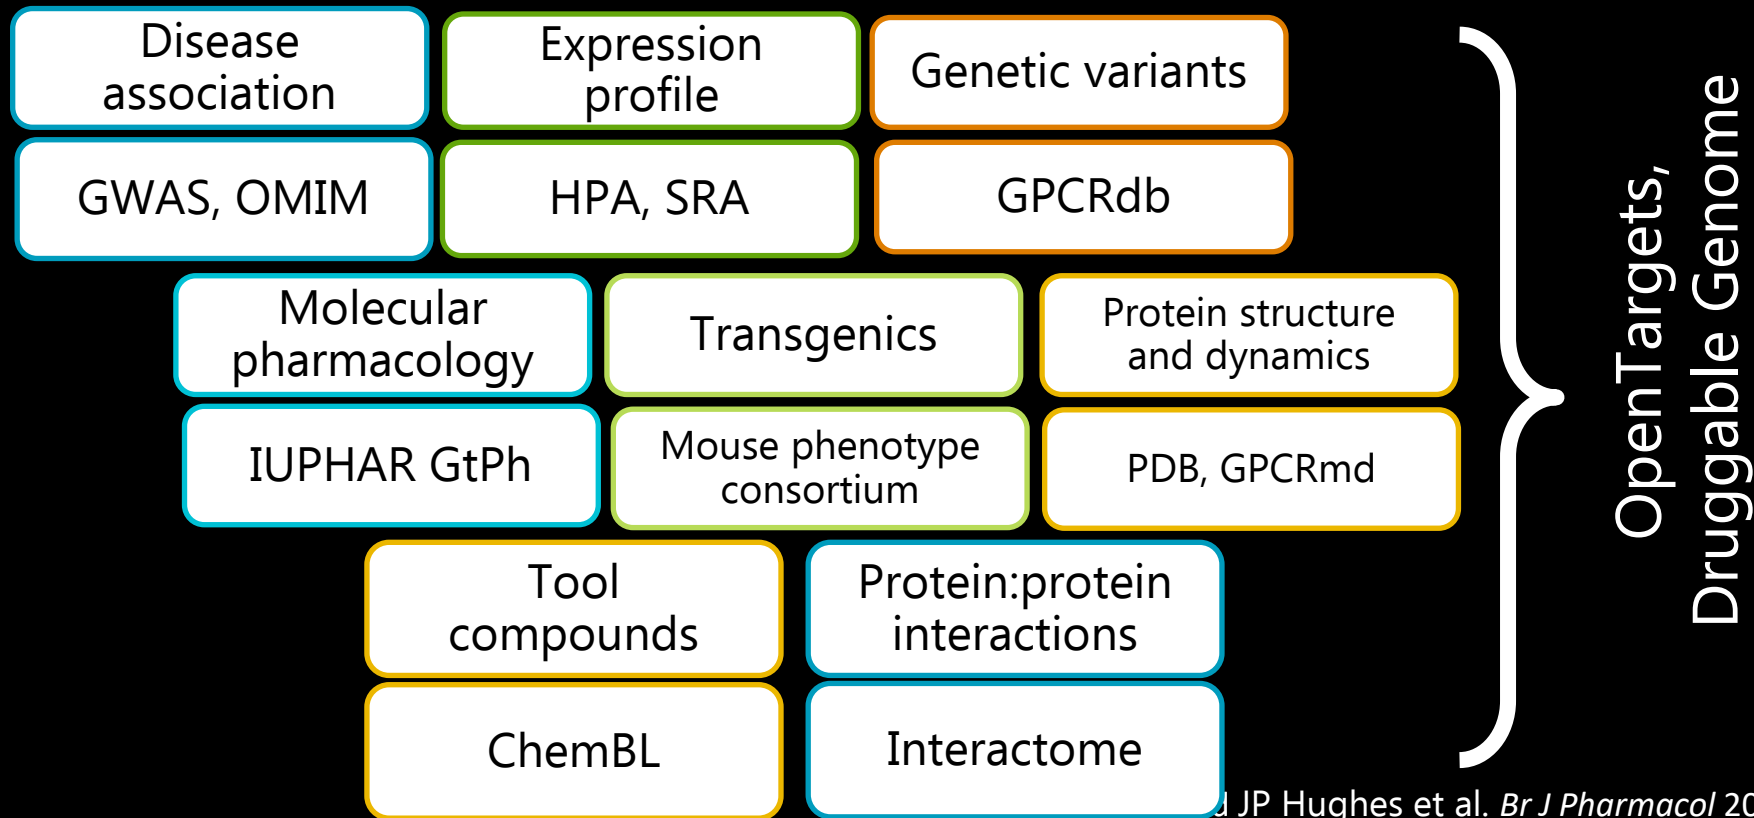 Disease
association
Expression
profile
Genetic variants
GWAS, OMIM
HPA, SRA
GPCRdb
Molecular
pharmacology
Transgenics
Protein structure
and dynamics
IUPHAR GtPh
Mouse phenotype
consortium
PDB, GPCRmd
Tool
compounds
Protein:protein
interactions
ChemBL
Interactome
OpenTargets,
Druggable Genome
JP Hughes et al. Br J Pharmacol 20